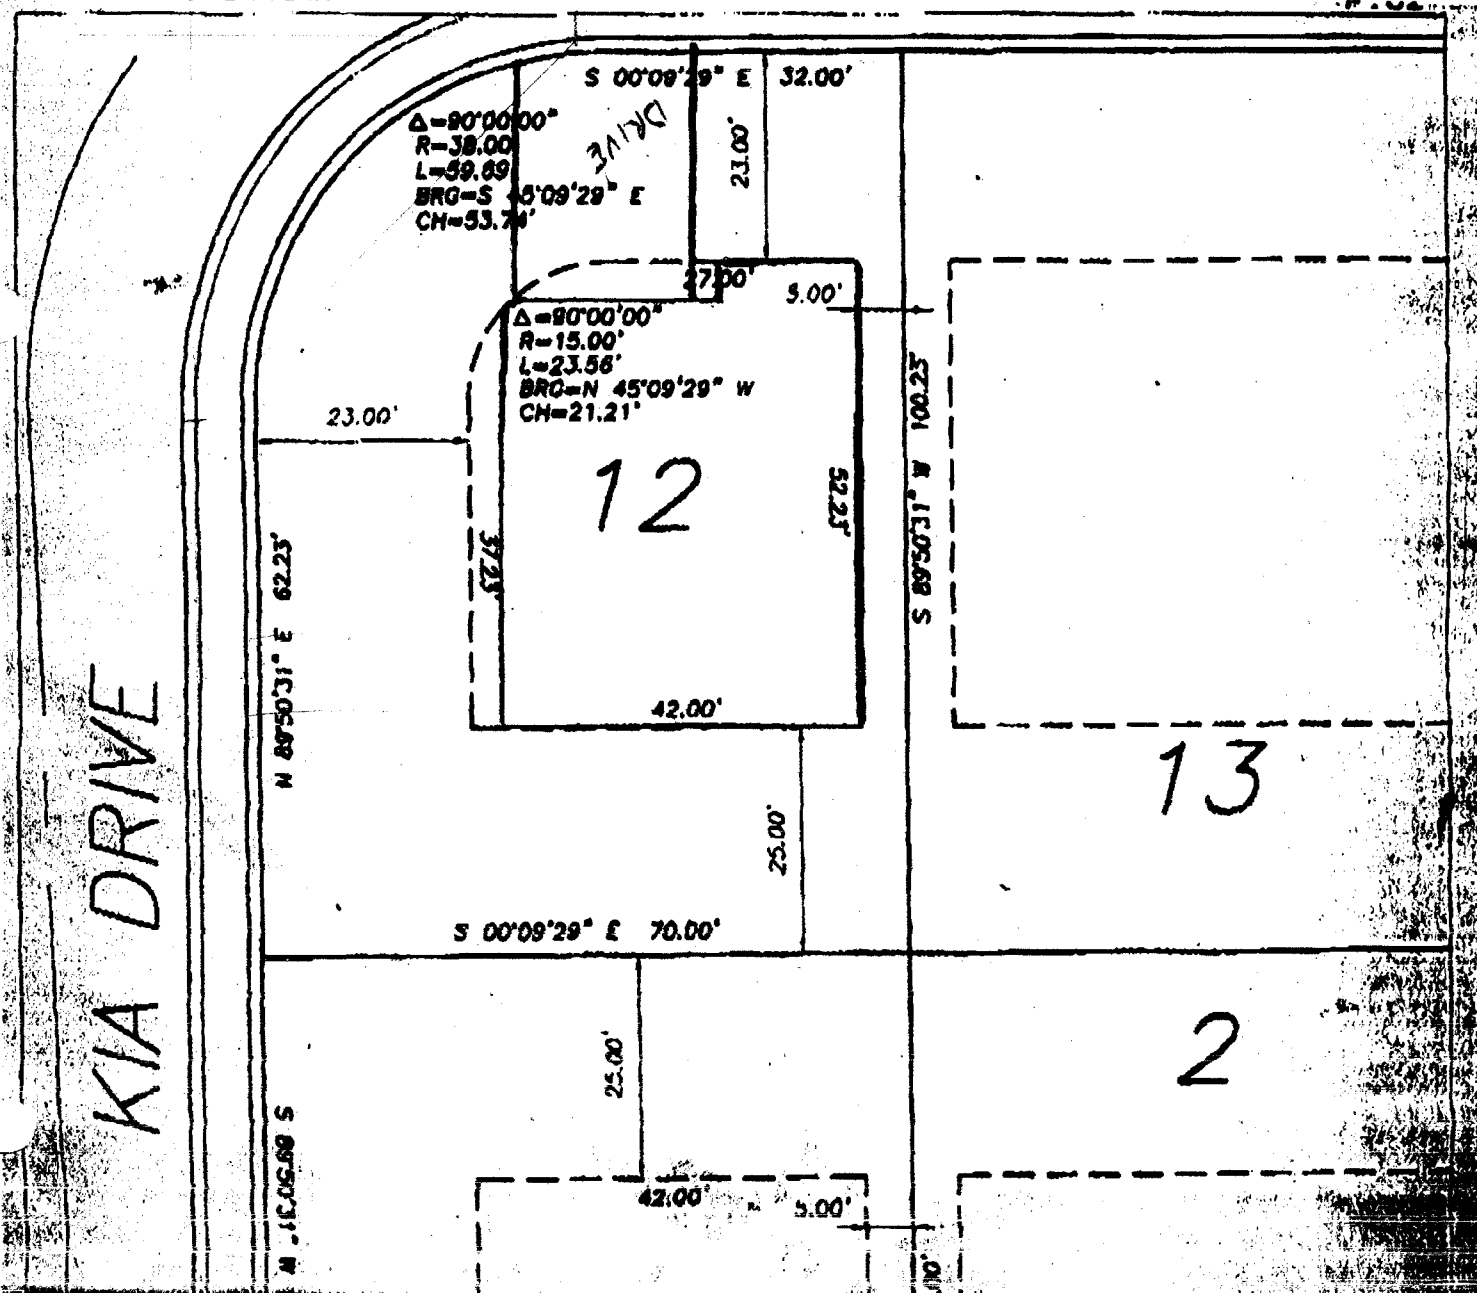 S 00°09'29" E 32.00'
Δ=90°00'00"
R=38.00
L=59.69
BRG=S 45°09'29" E
CH=53.74'
DRIVE
23.00'
27.00'
5.00'
Δ=90°00'00"
R=15.00'
L=23.56'
BRG=N 45°09'29" W
CH=21.21'
23.00'
12
37.23'
52.23'
S 89°50'31" W 100.23'
N 89°50'31" E 62.23'
42.00'
KIA DRIVE
13
25.00'
S 00°09'29" E 70.00'
25.00'
2
S 89°50'31" W
42.00'
5.00'